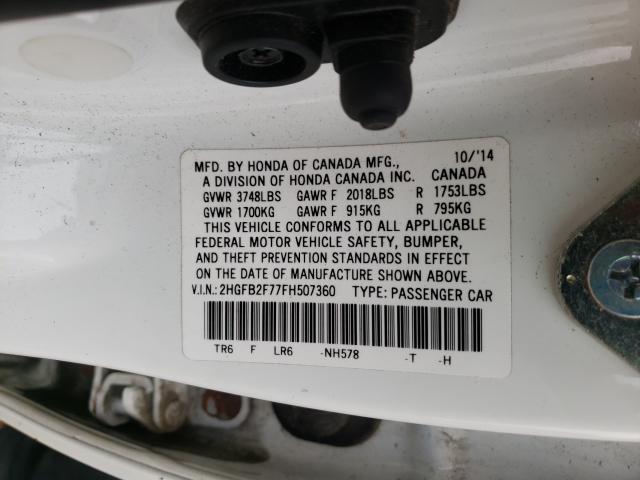 MFD. BY HONDA OF CANADA MFG., 10/'14
A DIVISION OF HONDA CANADA INC. CANADA
GVWR 3748LBS GAWR F 2018LBS R 1753LBS
GVWR 1700KG GAWR F 915KG R 795KG
THIS VEHICLE CONFORMS TO ALL APPLICABLE
FEDERAL MOTOR VEHICLE SAFETY, BUMPER,
AND THEFT PREVENTION STANDARDS IN EFFECT
ON THE DATE OF MANUFACTURE SHOWN ABOVE.
V.I.N.: 2HGFB2F77FH507360 TYPE: PASSENGER CAR
TR6 F LR6 -NH578 -T -H